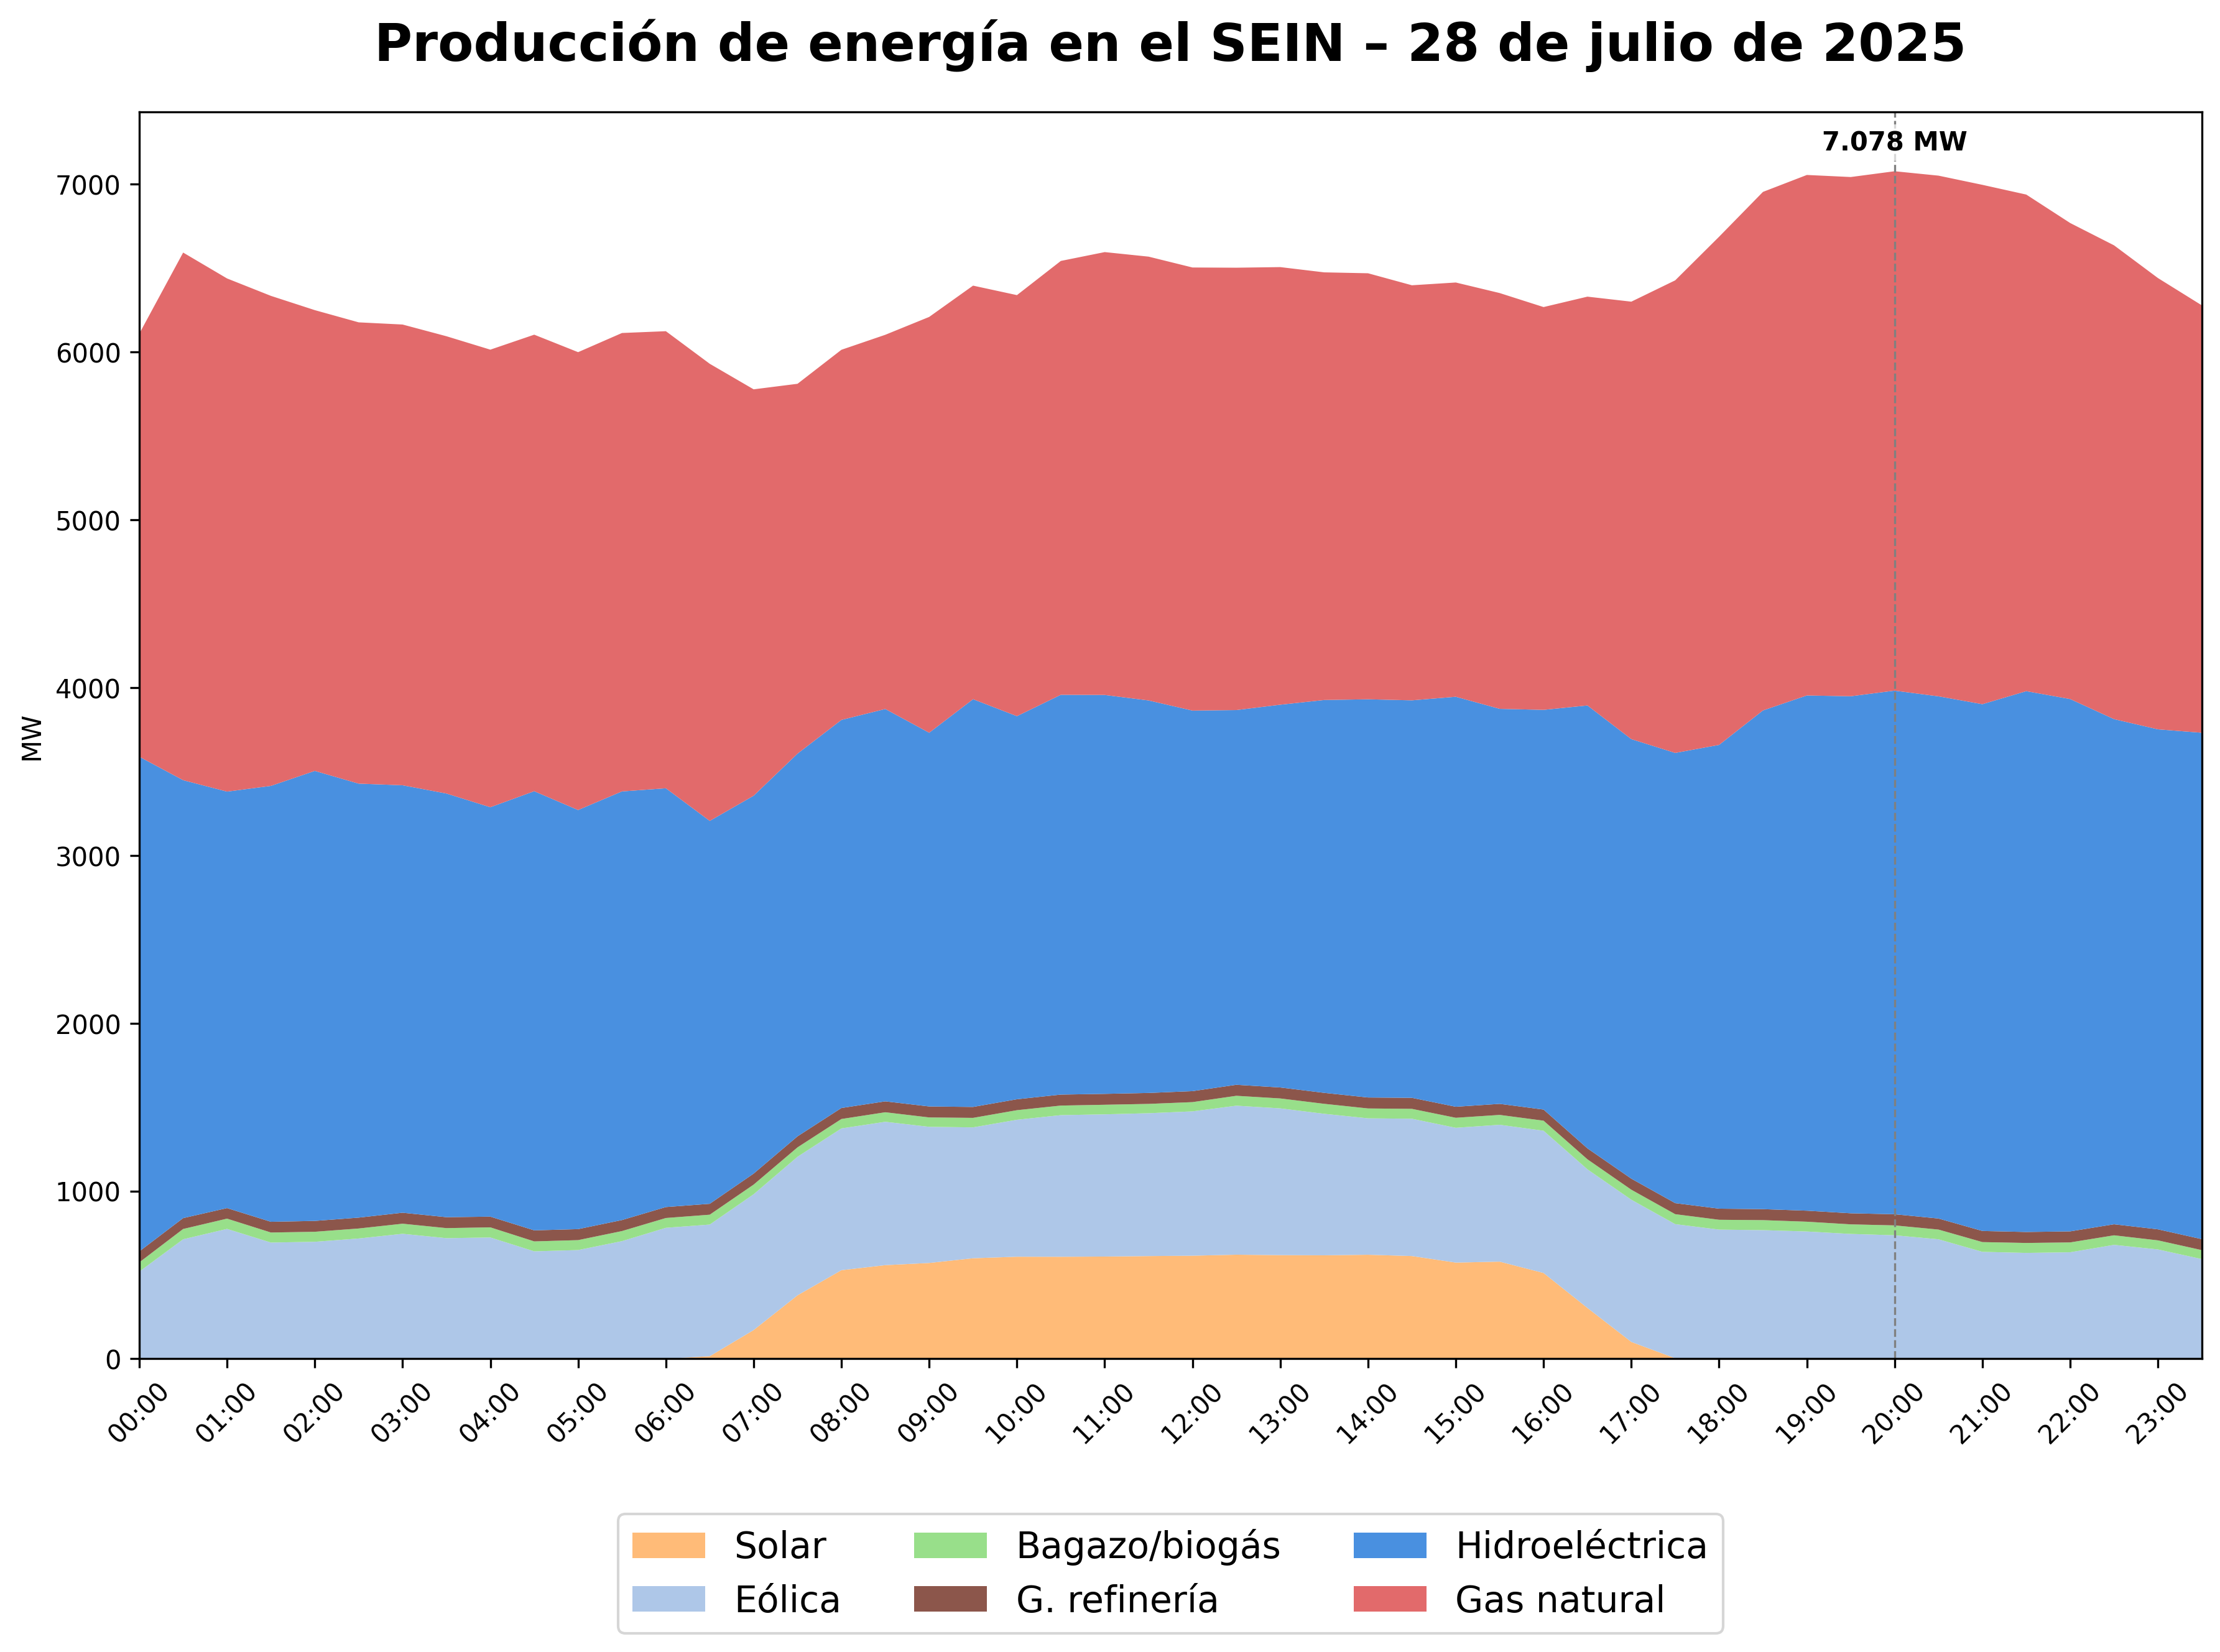 Producción de energía en el SEIN – 28 de julio de 2025
7.078 MW
7000
6000
5000
4000
3000
2000
1000
0
MW
00:00 01:00 02:00 03:00 04:00 05:00 06:00 07:00 08:00 09:00 10:00 11:00 12:00 13:00 14:00 15:00 16:00 17:00 18:00 19:00 20:00 21:00 22:00 23:00
Solar Bagazo/biogás Hidroeléctrica
Eólica G. refinería Gas natural